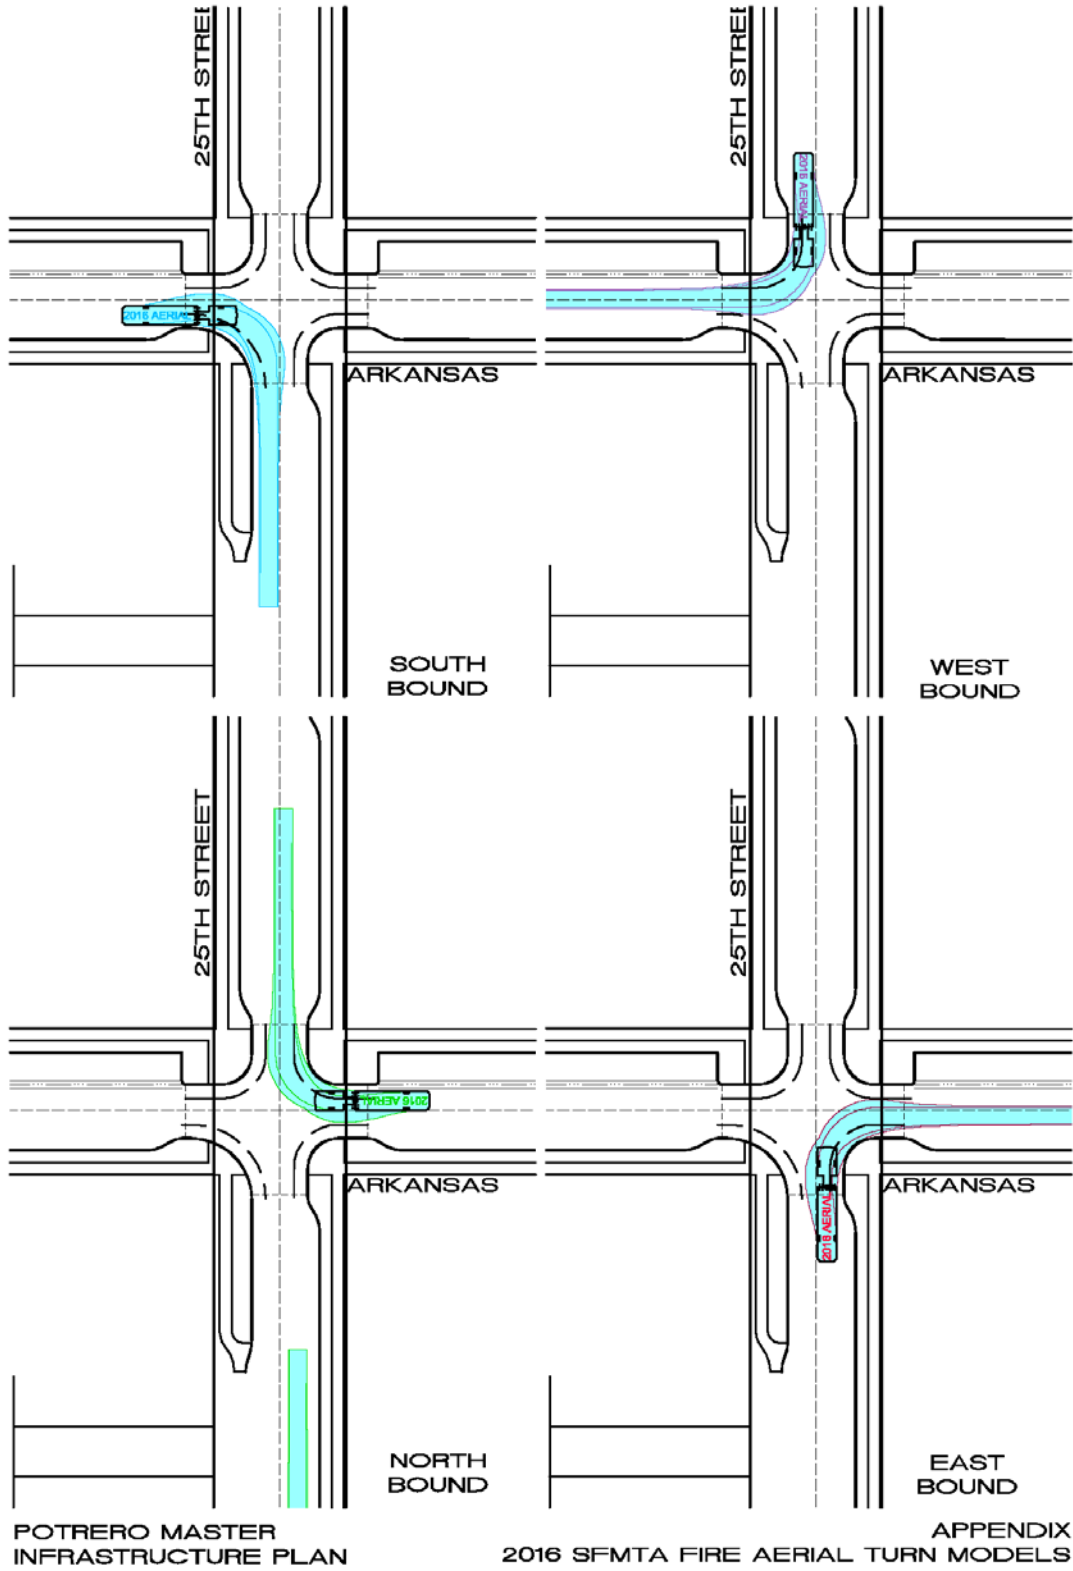 25TH STREE
2016 AERIAL
ARKANSAS
SOUTH
BOUND
25TH STREE
2016 AERIAL
ARKANSAS
WEST
BOUND
25TH STREET
2016 AERIAL
ARKANSAS
NORTH
BOUND
25TH STREET
2016 AERIAL
ARKANSAS
EAST
BOUND
POTRERO MASTER
INFRASTRUCTURE PLAN
APPENDIX
2016 SFMTA FIRE AERIAL TURN MODELS